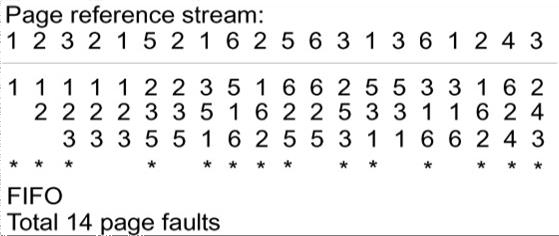 Page reference stream:
1 2 3 2 1 5 2 1 6 2 5 6 3 1 3 6 1 2 4 3
1 1 1 1 1 2 2 3 5 1 6 6 2 5 5 3 3 1 6 2
2 2 2 2 3 3 5 1 6 2 2 5 3 3 1 1 6 2 4
3 3 3 5 5 1 6 2 5 5 3 1 1 6 6 2 4 3
* * * * * * * * * * * * * *
FIFO
Total 14 page faults